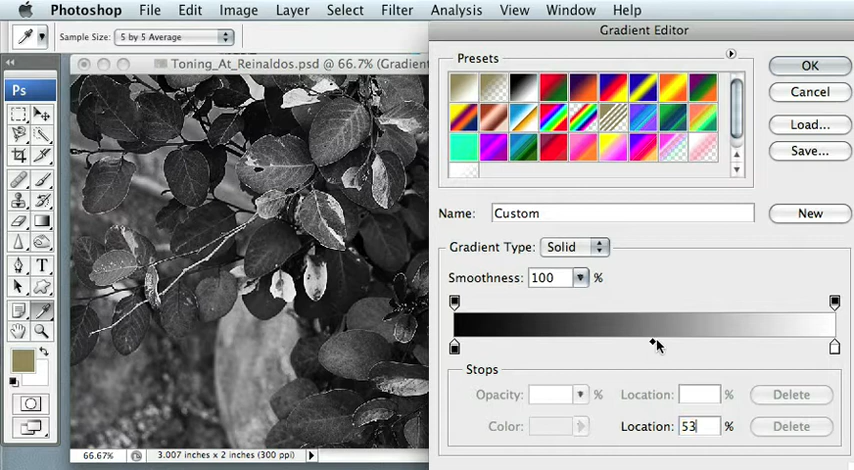 Photoshop File Edit Image Layer Select Filter Analysis View Window Help
Sample Size: 5 by 5 Average
Gradient Editor
Toning_At_Reinaldos.psd @ 66.7% (Gradient
Ps
Presets
OK
Cancel
Load...
Save...
Name: Custom
New
Gradient Type: Solid
Smoothness: 100 %
Stops
Opacity: % Location: % Delete
Color: Location: 53 % Delete
66.67% 3.007 inches x 2 inches (300 ppi)